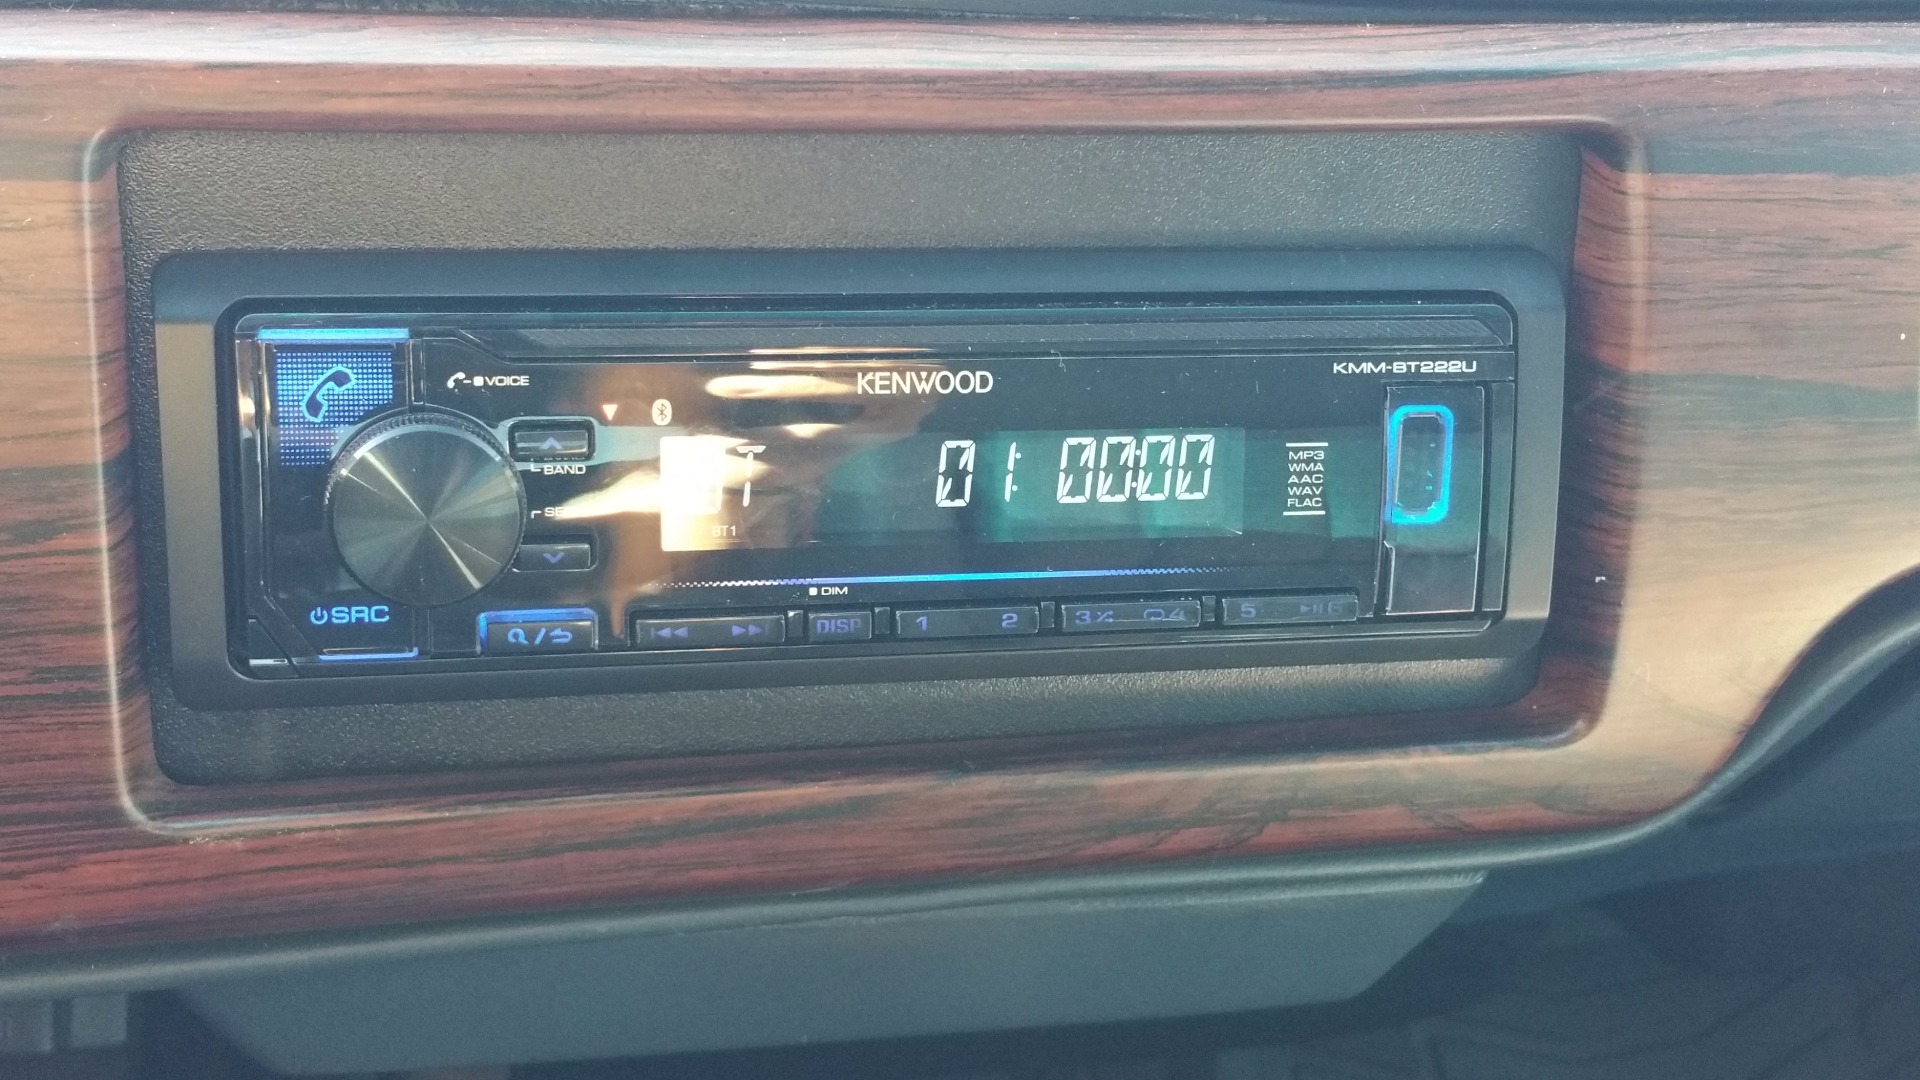 KENWOOD
KMM-BT222U
VOICE
BAND
BT1
01: 00:00
MP3
WMA
AAC
WAV
FLAC
DIM
SRC
DISP
1 2
3 4
5 6